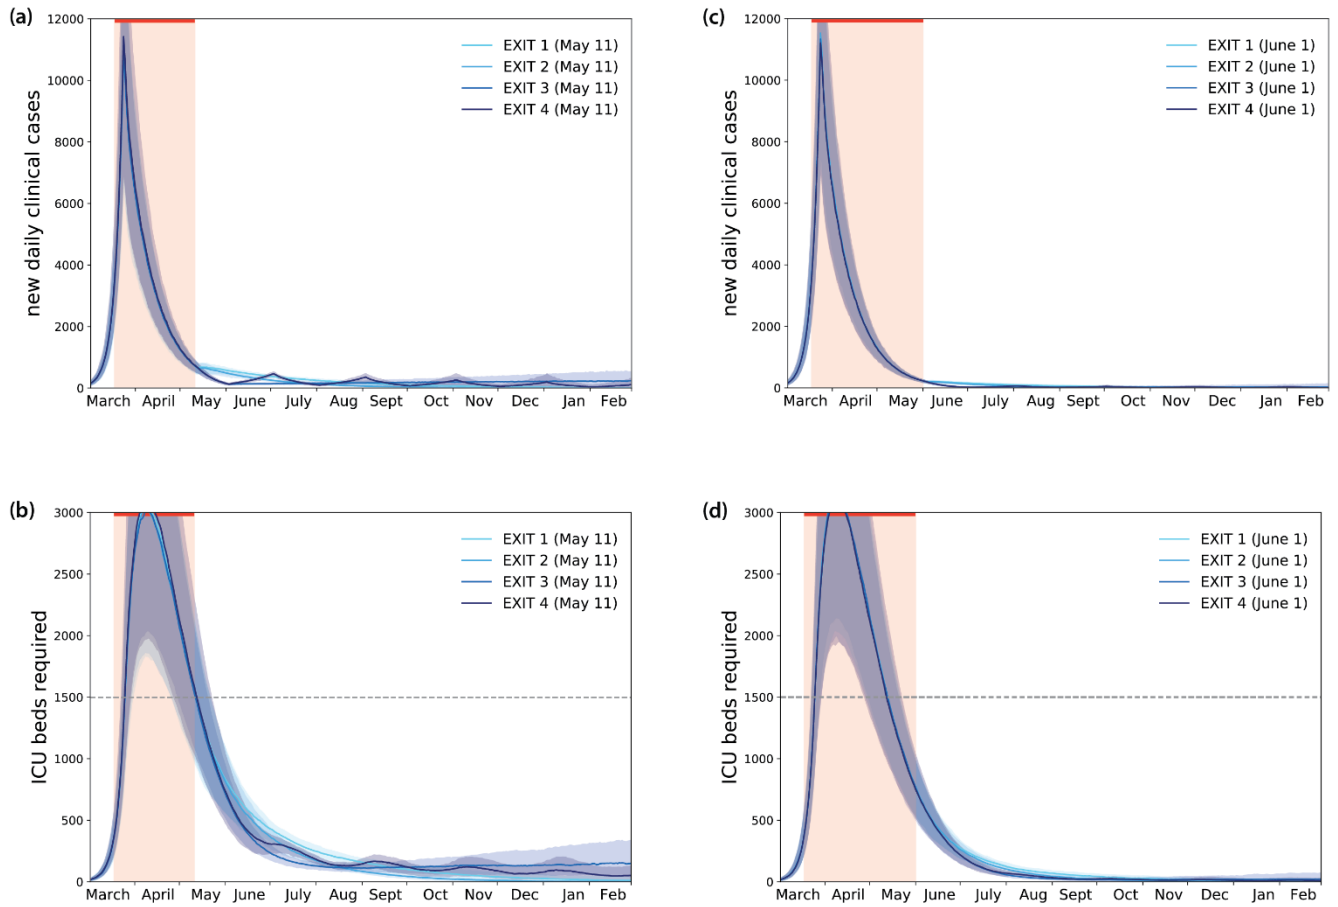 (a)
new daily clinical cases
12000
10000
8000
6000
4000
2000
0
EXIT 1 (May 11)
EXIT 2 (May 11)
EXIT 3 (May 11)
EXIT 4 (May 11)
March April May June July Aug Sept Oct Nov Dec Jan Feb
(c)
new daily clinical cases
12000
10000
8000
6000
4000
2000
0
EXIT 1 (June 1)
EXIT 2 (June 1)
EXIT 3 (June 1)
EXIT 4 (June 1)
March April May June July Aug Sept Oct Nov Dec Jan Feb
(b)
ICU beds required
3000
2500
2000
1500
1000
500
0
EXIT 1 (May 11)
EXIT 2 (May 11)
EXIT 3 (May 11)
EXIT 4 (May 11)
March April May June July Aug Sept Oct Nov Dec Jan Feb
(d)
ICU beds required
3000
2500
2000
1500
1000
500
0
EXIT 1 (June 1)
EXIT 2 (June 1)
EXIT 3 (June 1)
EXIT 4 (June 1)
March April May June July Aug Sept Oct Nov Dec Jan Feb